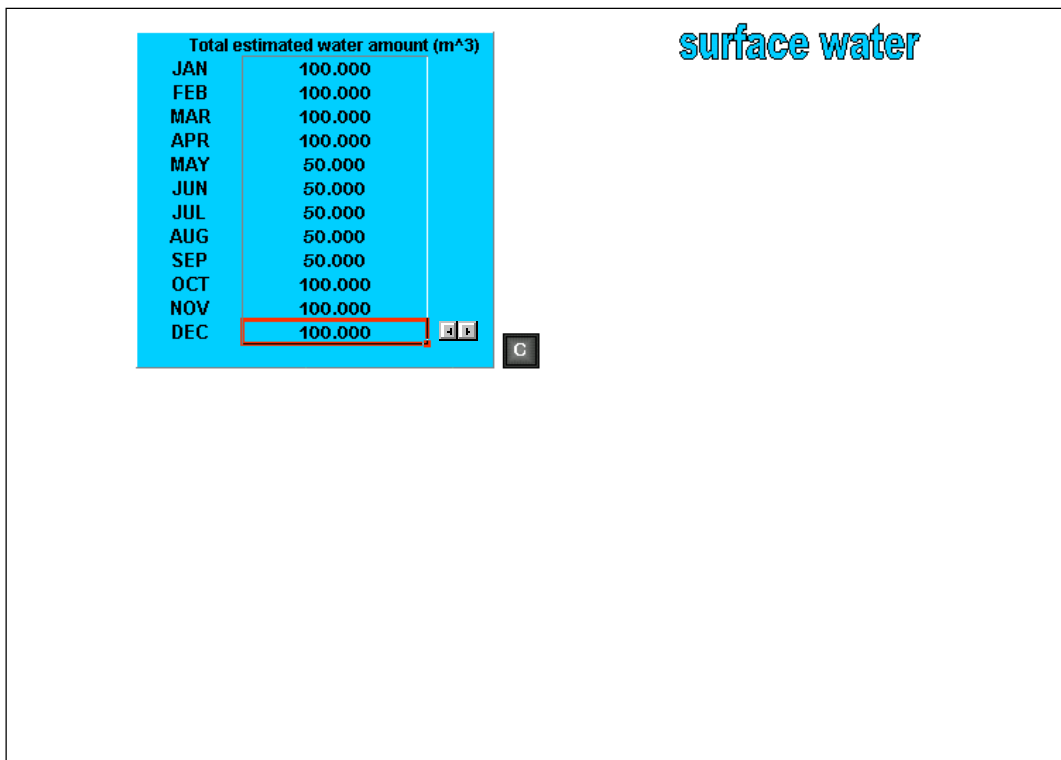 surface water
Total estimated water amount (m^3)
JAN 100.000
FEB 100.000
MAR 100.000
APR 100.000
MAY 50.000
JUN 50.000
JUL 50.000
AUG 50.000
SEP 50.000
OCT 100.000
NOV 100.000
DEC 100.000
C